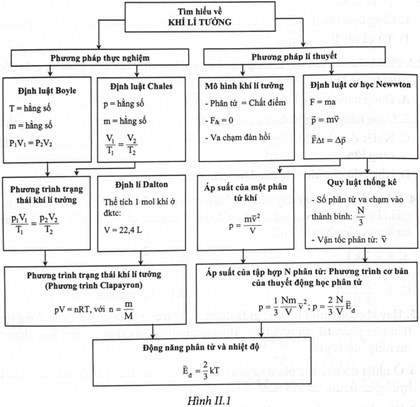 Tìm hiểu về
KHÍ LÍ TƯỞNG
Phương pháp thực nghiệm
Phương pháp lí thuyết
Định luật Boyle
T = hằng số
m = hằng số
P₁V₁ = P₂V₂
Định luật Chales
p = hằng số
m = hằng số
V₁/T₁ = V₂/T₂
Mô hình khí lí tưởng
- Phân tử = Chất điểm
- Fₕ = 0
- Va chạm đàn hồi
Định luật cơ học Newwton
F = ma
p⃗ = mv⃗
F⃗Δt = Δp⃗
Phương trình trạng
thái khí lí tưởng
p₁V₁/T₁ = p₂V₂/T₂
Định lí Dalton
Thể tích 1 mol khí ở
đktc:
V = 22,4 L
Áp suất của một phân
tử khí
p = mv̄²/V
Quy luật thống kê
- Số phân tử va chạm vào
thành bình: N/3
- Vận tốc phân tử: v̄
Phương trình trạng thái khí lí tưởng
(Phương trình Clapayron)
pV = nRT, với n = m/M
Áp suất của tập hợp N phân tử: Phương trình cơ bản
của thuyết động học phân tử
p = 1/3 Nm/V v̄²; p = 2/3 N/V Ēđ
Động năng phân tử và nhiệt độ
Ēđ = 2/3 kT
Hình II.1